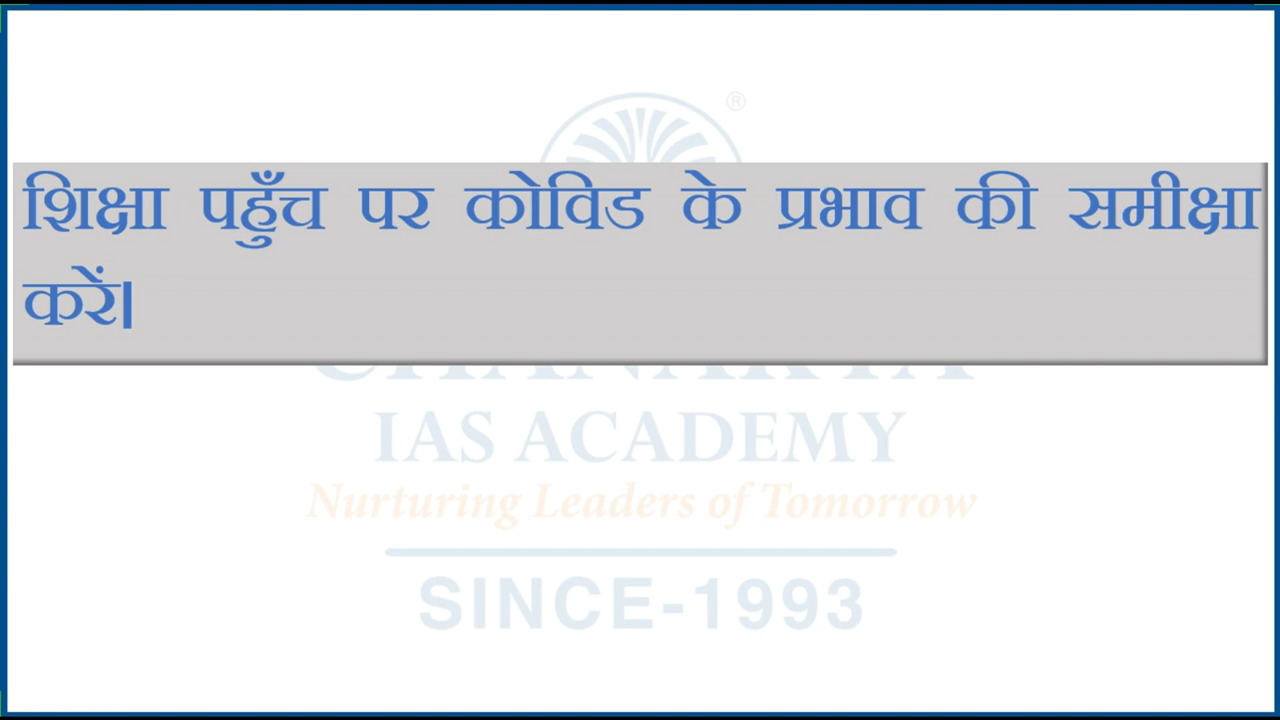 ®
शिक्षा पहुँच पर कोविड के प्रभाव की समीक्षा
करें।
IAS ACADEMY
Nurturing Leaders of Tomorrow
SINCE-1993